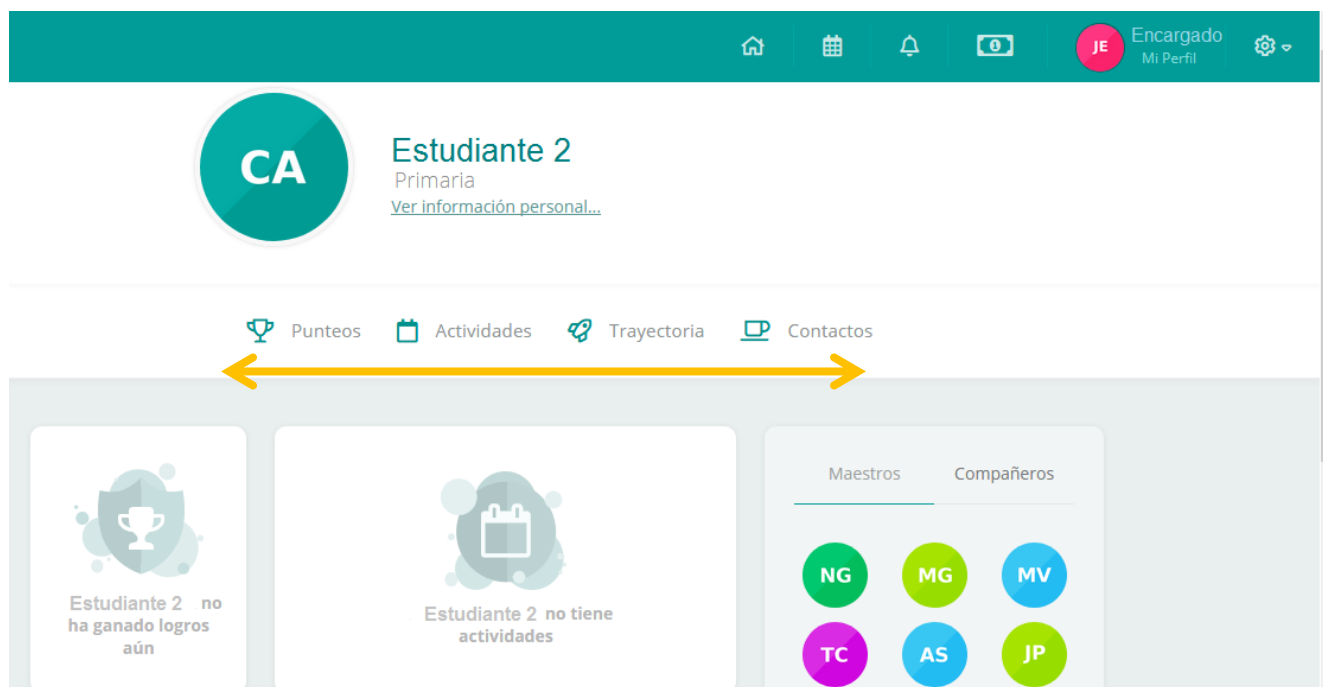 JE
Encargado
Mi Perfil
CA
Estudiante 2
Primaria
Ver información personal...
Punteos
Actividades
Trayectoria
Contactos
Estudiante 2 no
ha ganado logros
aún
Estudiante 2 no tiene
actividades
Maestros
Compañeros
NG
MG
MV
TC
AS
JP